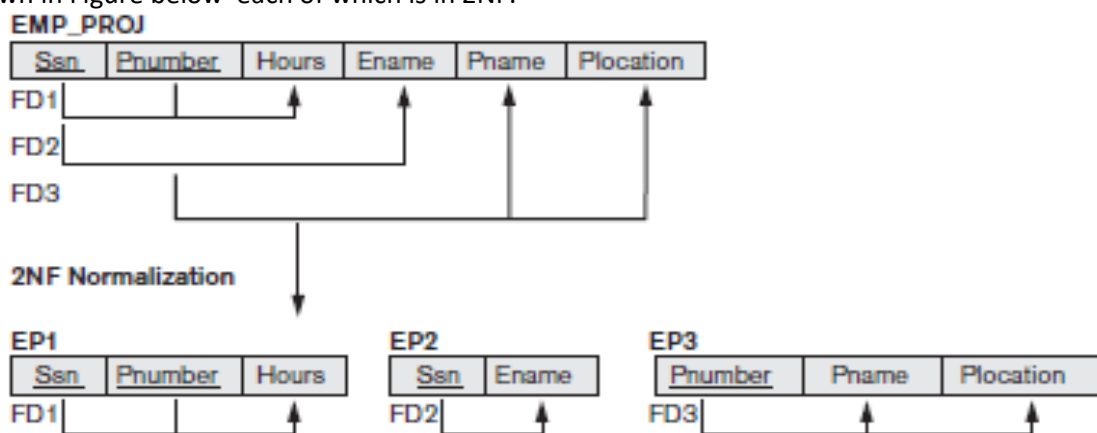 own in Figure below each of which is in 2NF.
EMP_PROJ
Ssn Pnumber Hours Ename Pname Plocation
FD1
FD2
FD3
2NF Normalization
EP1 EP2 EP3
Ssn Pnumber Hours Ssn Ename Pnumber Pname Plocation
FD1 FD2 FD3